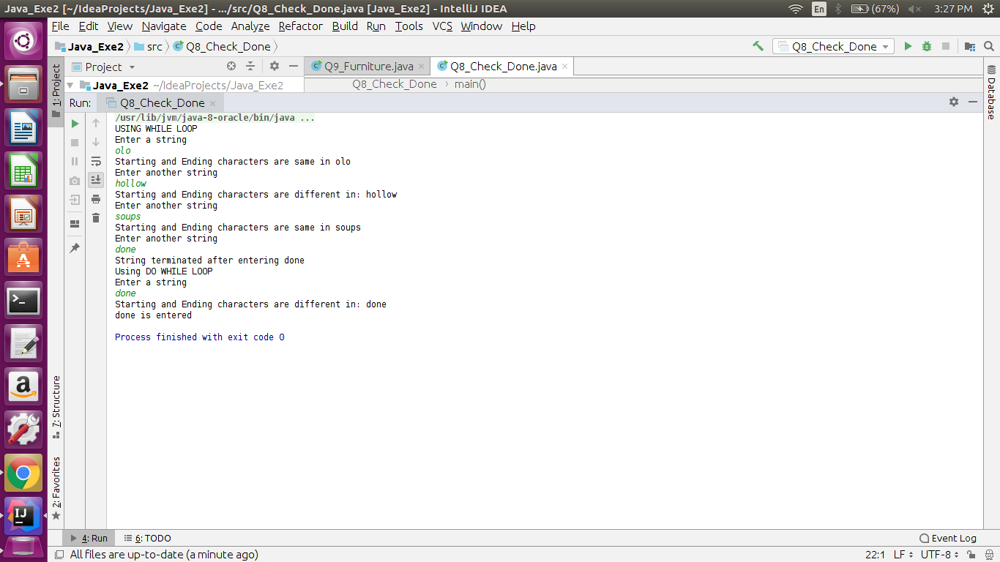 Java_Exe2 [~/IdeaProjects/Java_Exe2] - .../src/Q8_Check_Done.java [Java_Exe2] - IntelliJ IDEA
En (67%) 3:27 PM
File Edit View Navigate Code Analyze Refactor Build Run Tools VCS Window Help
Java_Exe2 src Q8_Check_Done Q8_Check_Done
1: Project
Project Q9_Furniture.java Q8_Check_Done.java
Java_Exe2 ~/IdeaProjects/Java_Exe2 Q8_Check_Done main()
Database
Run: Q8_Check_Done
/usr/lib/jvm/java-8-oracle/bin/java ...
USING WHILE LOOP
Enter a string
olo
Starting and Ending characters are same in olo
Enter another string
hollow
Starting and Ending characters are different in: hollow
Enter another string
soups
Starting and Ending characters are same in soups
Enter another string
done
String terminated after entering done
Using DO WHILE LOOP
Enter a string
done
Starting and Ending characters are different in: done
done is entered
Process finished with exit code 0
7: Structure
2: Favorites
4: Run 6: TODO Event Log
All files are up-to-date (a minute ago) 22:1 LF UTF-8